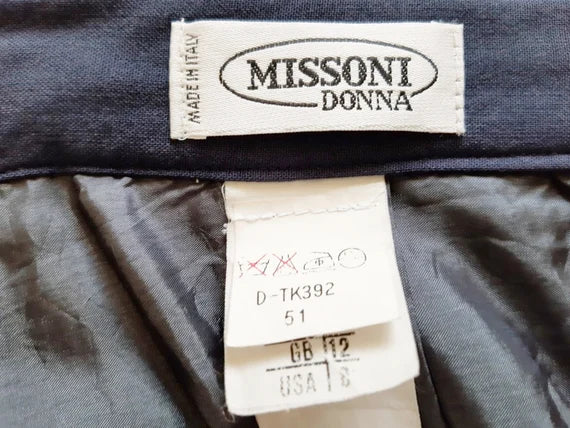 MADE IN ITALY
MISSONI
DONNA
D-TK392
51
GB 12
USA 8